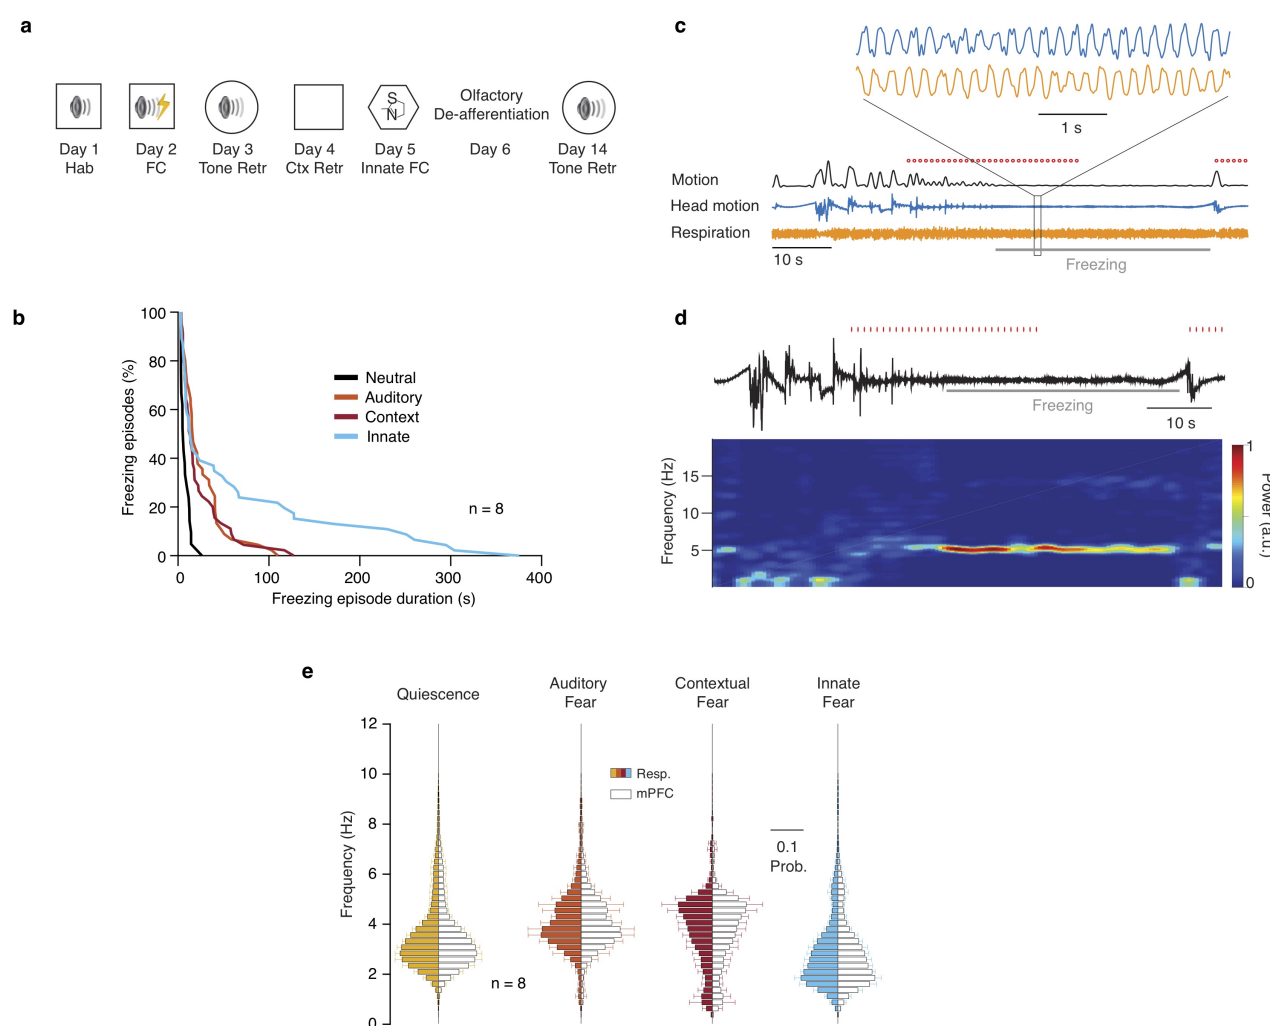 a
S
N
Olfactory
De-afferentiation
Day 1
Hab
Day 2
FC
Day 3
Tone Retr
Day 4
Ctx Retr
Day 5
Innate FC
Day 6
Day 14
Tone Retr
b
100
80
60
40
20
0
Freezing episodes (%)
Neutral
Auditory
Context
Innate
n = 8
0
100
200
300
400
Freezing episode duration (s)
c
1 s
Motion
Head motion
Respiration
10 s
Freezing
d
Freezing
10 s
Frequency (Hz)
15
10
5
1
0
Power (a.u.)
e
Quiescence
Auditory
Fear
Contextual
Fear
Innate
Fear
12
10
8
6
4
2
0
Frequency (Hz)
Resp.
mPFC
0.1
Prob.
n = 8